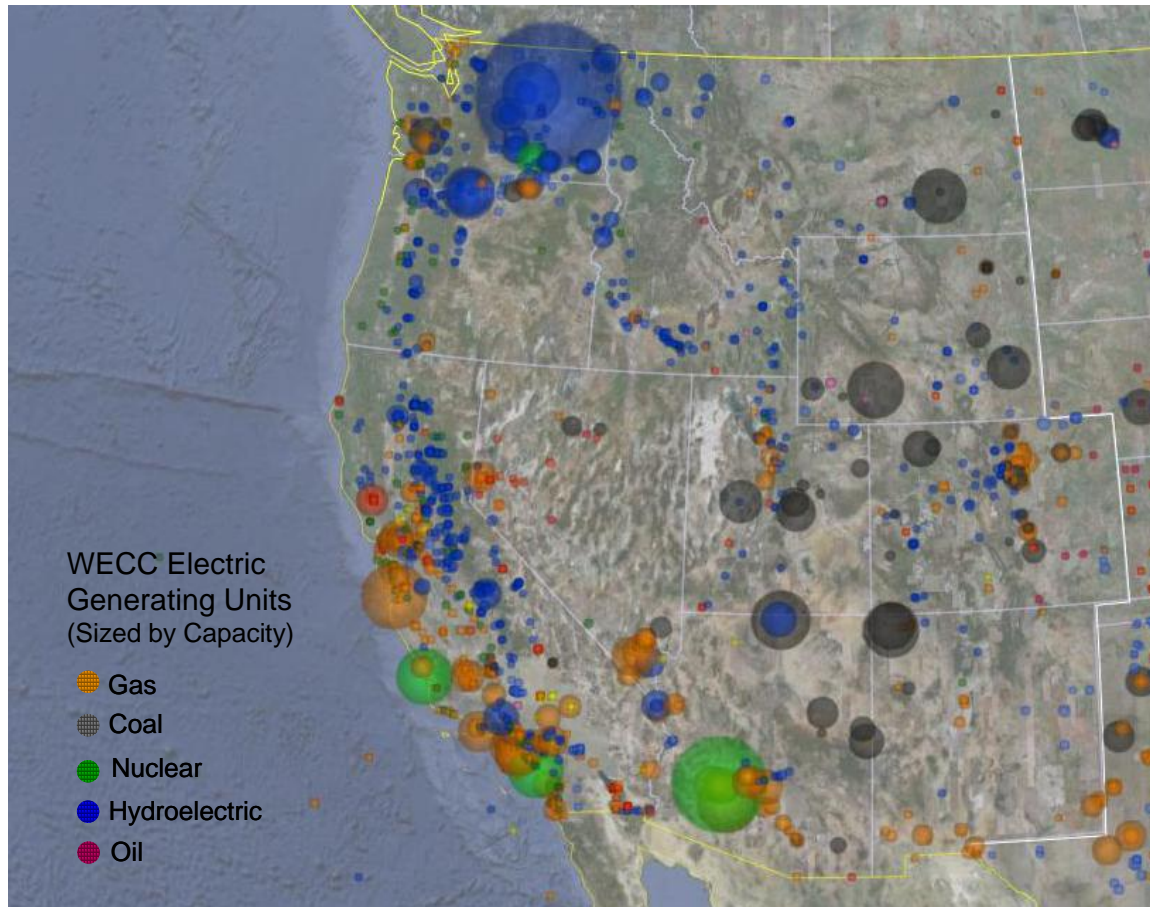 WECC Electric
Generating Units
(Sized by Capacity)
Gas
Coal
Nuclear
Hydroelectric
Oil